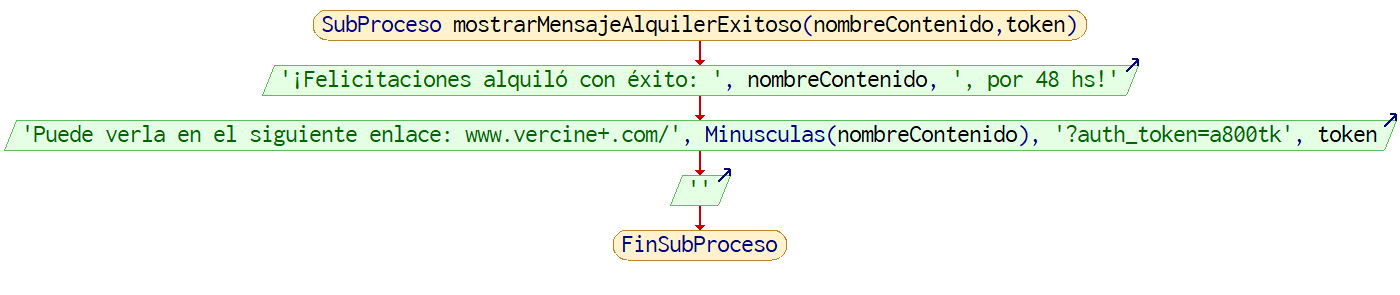 SubProceso mostrarMensajeAlquilerExitoso(nombreContenido,token)
'¡Felicitaciones alquiló con éxito: ', nombreContenido, ', por 48 hs!'
'Puede verla en el siguiente enlace: www.vercine+.com/', Minusculas(nombreContenido), '?auth_token=a800tk', token
''
FinSubProceso